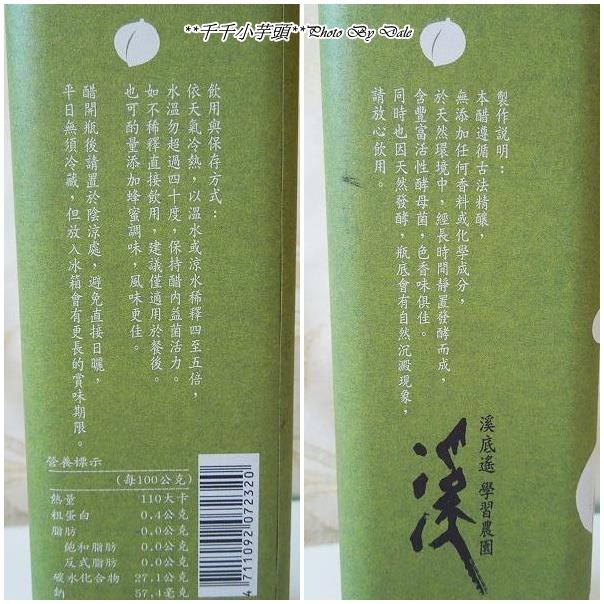 **千千小芋頭**Photo By Dale
飲用與保存方式：
依天氣冷熱，以溫水或涼水稀釋四至五倍，
水溫勿超過四十度，保持醋內益菌活力。
如不稀釋直接飲用，建議僅適用於餐後。
也可酌量添加蜂蜜調味，風味更佳。
醋開瓶後請置於陰涼處，避免直接日曬，
平日無須冷藏，但放入冰箱會有更長的賞味期限。
營養標示
(每100公克)
熱量 110大卡
粗蛋白 0.4公克
脂肪 0.0公克
飽和脂肪 0.0公克
反式脂肪 0.0公克
碳水化合物 27.1公克
鈉 57.4毫克
4711092072320
製作說明：
本醋遵循古法精釀，
無添加任何香料或化學成分，
於天然環境中，經長時間靜置發酵而成，
含豐富活性酵母菌，色香味俱佳。
同時也因天然發酵，瓶底會有自然沉澱現象，
請放心飲用。
溪底遙 學習農園
溪